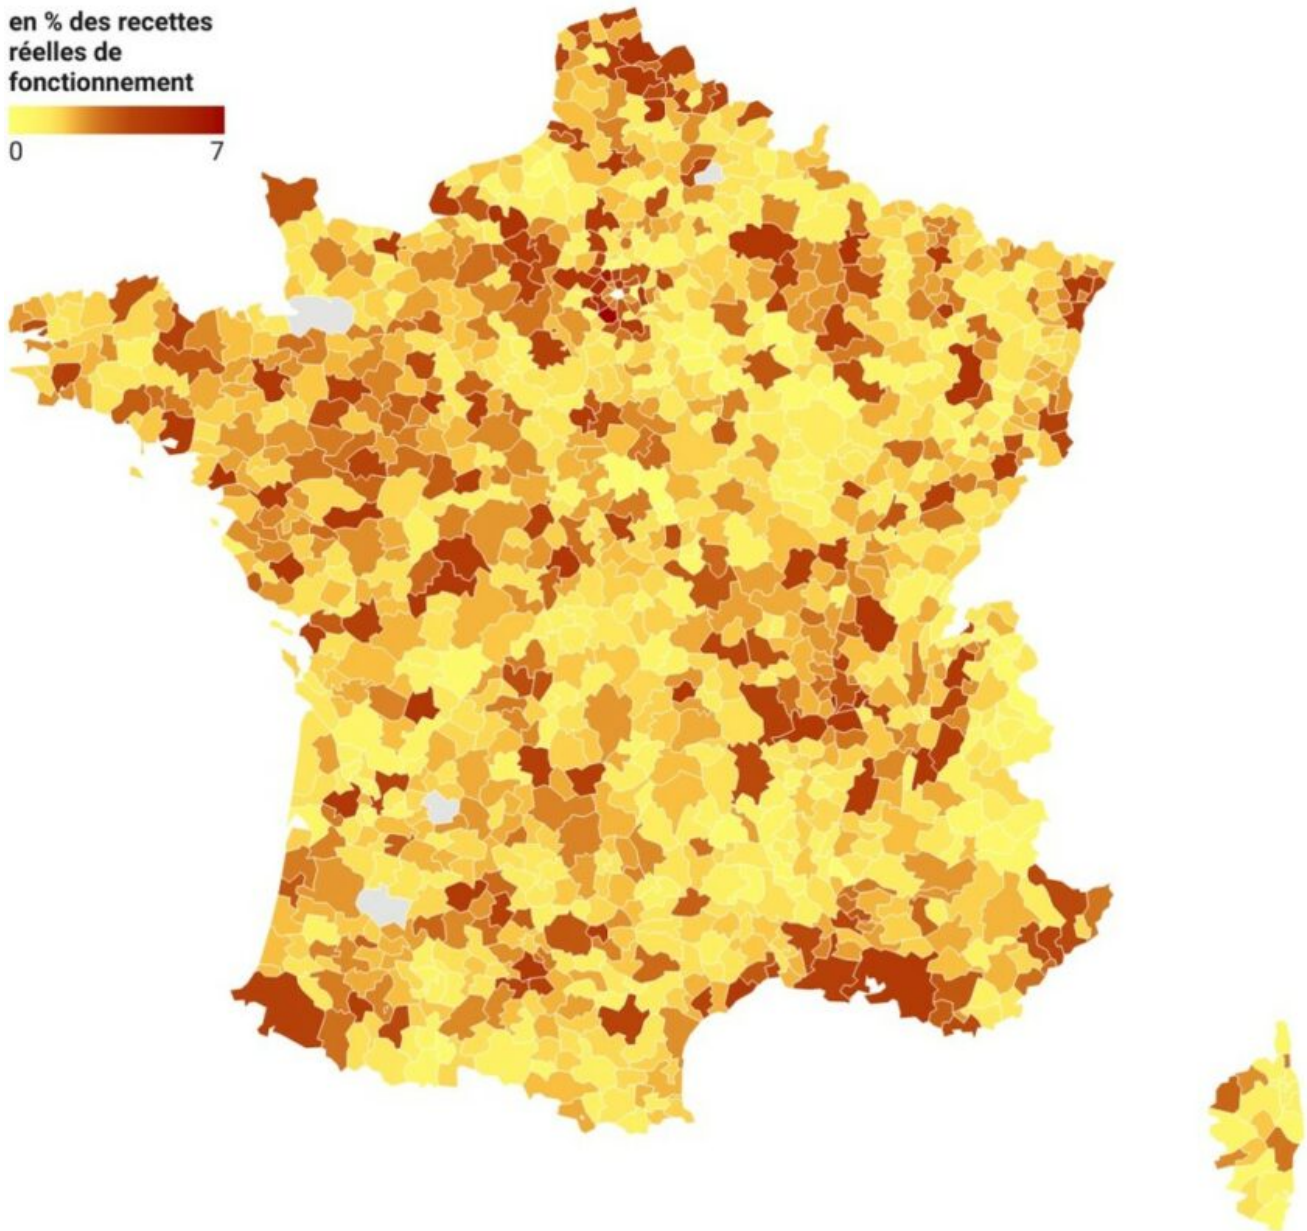 en % des recettes
réelles de
fonctionnement
0 7